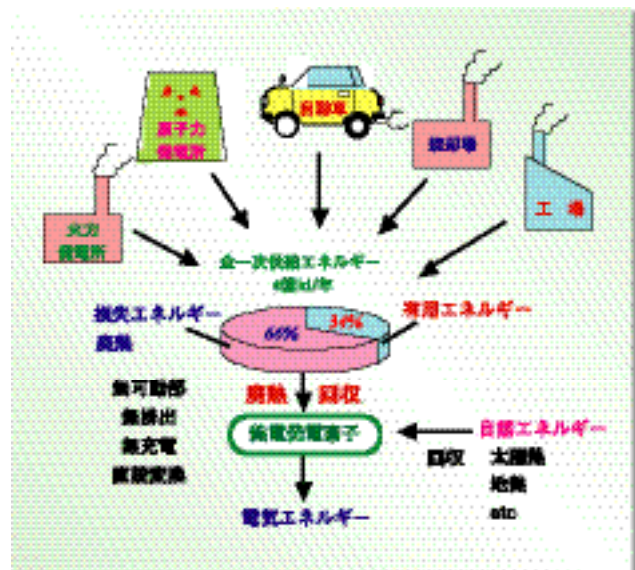 原子力
発電所
自動車
焼却場
工場
火力
発電所
全一次供給エネルギー
損失エネルギー
廃熱
66%
34%
有用エネルギー
廃熱 回収
熱電発電素子
無可動部
無排出
無充電
直接変換
自然エネルギー
回収 太陽熱
地熱
etc
電気エネルギー